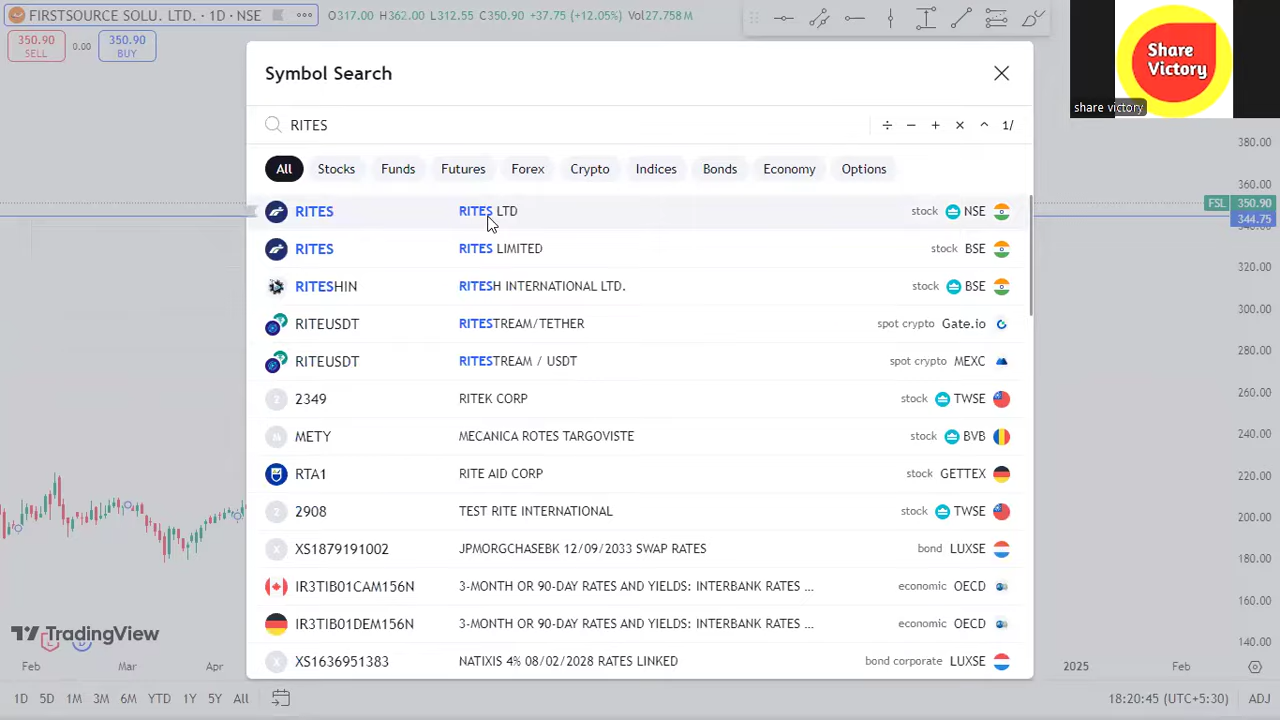 FIRSTSOURCE SOLU. LTD. · 1D · NSE O317.00 H362.00 L312.55 C350.90 +37.75 (+12.05%) Vol27.758 M
350.90 SELL 0.00 350.90 BUY
Share Victory
share victory
Symbol Search
RITES 1/
All Stocks Funds Futures Forex Crypto Indices Bonds Economy Options
RITES RITES LTD stock NSE
RITES RITES LIMITED stock BSE
RITESHIN RITESH INTERNATIONAL LTD. stock BSE
RITEUSDT RITESTREAM/TETHER spot crypto Gate.io
RITEUSDT RITESTREAM / USDT spot crypto MEXC
2349 RITEK CORP stock TWSE
METY MECANICA ROTES TARGOVISTE stock BVB
RTA1 RITE AID CORP stock GETTEX
2908 TEST RITE INTERNATIONAL stock TWSE
XS1879191002 JPMORGCHASEBK 12/09/2033 SWAP RATES bond LUXSE
IR3TIB01CAM156N 3-MONTH OR 90-DAY RATES AND YIELDS: INTERBANK RATES ... economic OECD
IR3TIB01DEM156N 3-MONTH OR 90-DAY RATES AND YIELDS: INTERBANK RATES ... economic OECD
XS1636951383 NATIXIS 4% 08/02/2028 RATES LINKED bond corporate LUXSE
380.00
360.00
FSL 350.90
344.75
320.00
300.00
280.00
260.00
240.00
220.00
200.00
180.00
160.00
140.00
TradingView
Feb Mar Apr 2025 Feb
1D 5D 1M 3M 6M YTD 1Y 5Y All 18:20:45 (UTC+5:30) ADJ